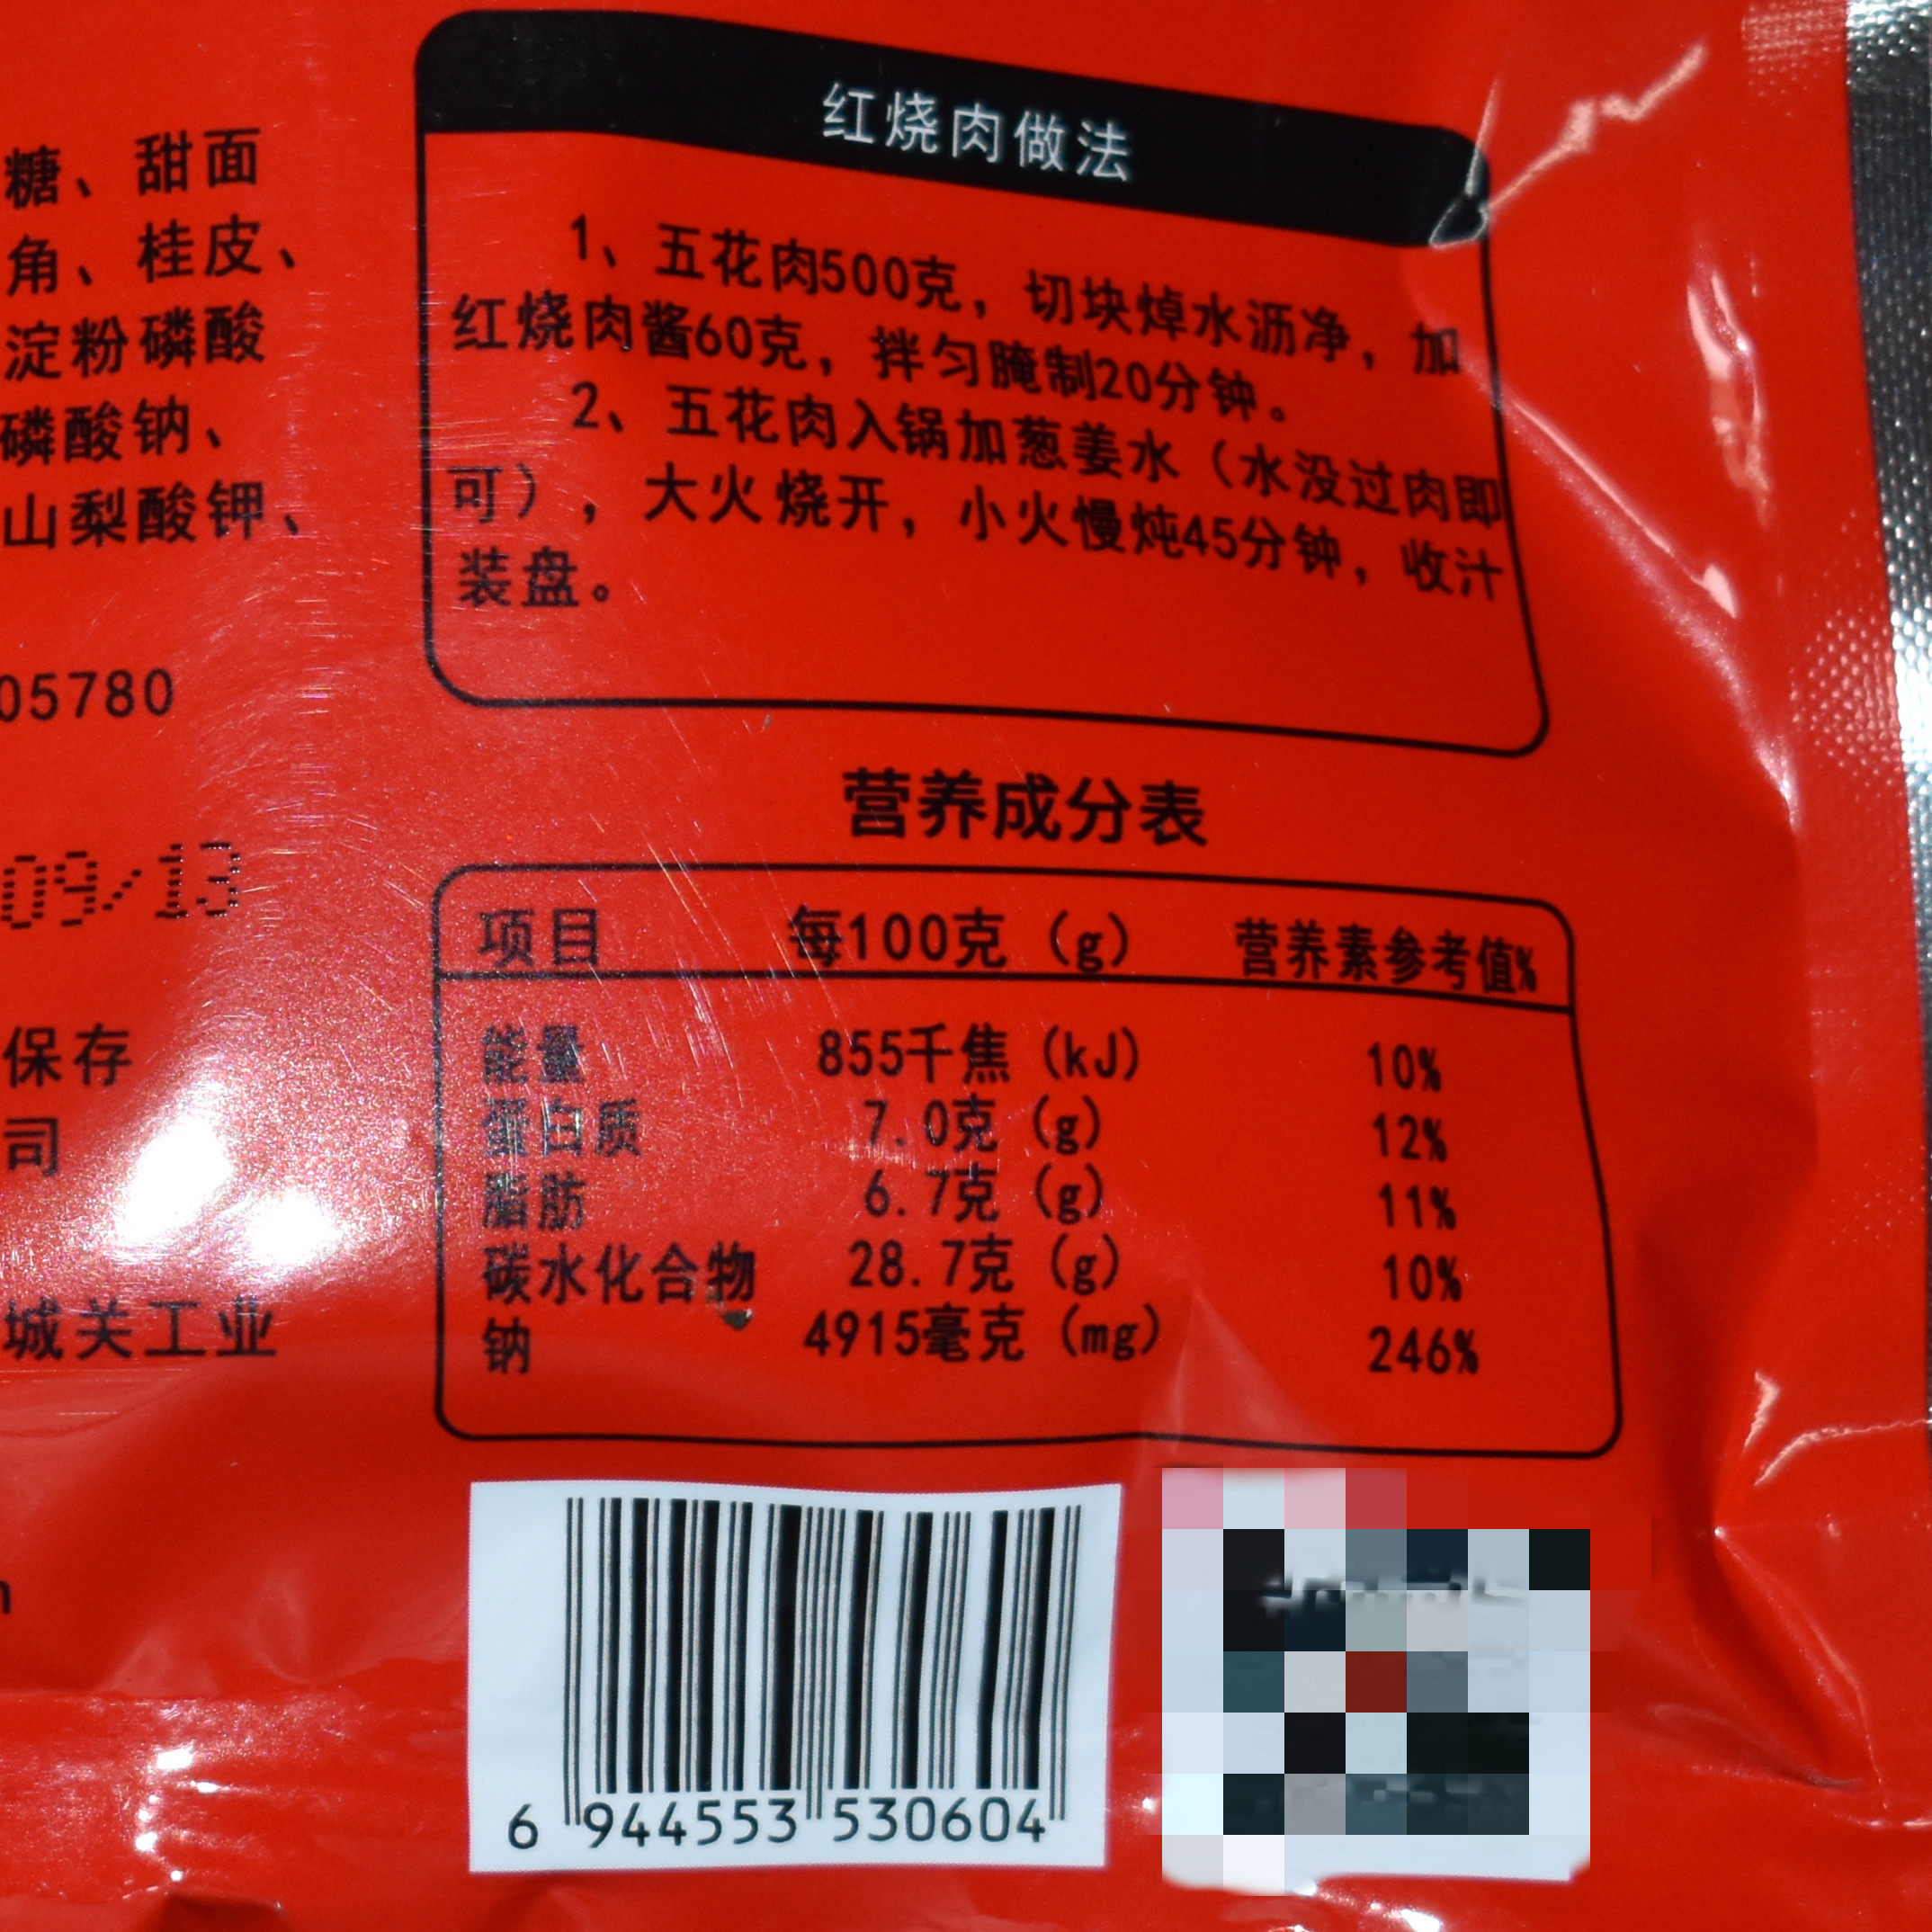 糖、甜面
角、桂皮、
淀粉磷酸
磷酸钠、
山梨酸钾、
05780
09/13
保存
司
城关工业
红烧肉做法
1、五花肉500克，切块焯水沥净，加
红烧肉酱60克，拌匀腌制20分钟。
2、五花肉入锅加葱姜水（水没过肉即
可），大火烧开，小火慢炖45分钟，收汁
装盘。
营养成分表
项目 每100克（g） 营养素参考值%
能量 855千焦（kJ） 10%
蛋白质 7.0克（g） 12%
脂肪 6.7克（g） 11%
碳水化合物 28.7克（g） 10%
钠 4915毫克（mg） 246%
6 944553 530604